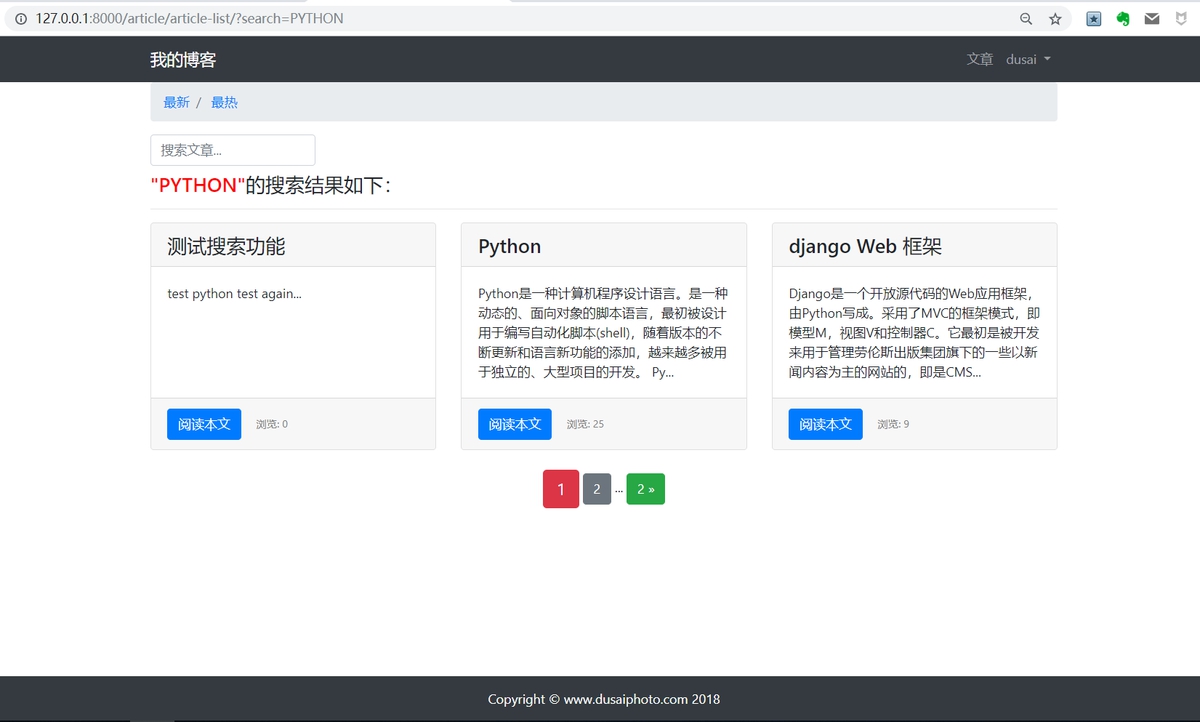 127.0.0.1:8000/article/article-list/?search=PYTHON
我的博客
文章 dusai
最新 / 最热
搜索文章...
"PYTHON"的搜索结果如下：
测试搜索功能
test python test again...
阅读本文 浏览: 0
Python
Python是一种计算机程序设计语言。是一种
动态的、面向对象的脚本语言，最初被设计
用于编写自动化脚本(shell)，随着版本的不
断更新和语言新功能的添加，越来越多被用
于独立的、大型项目的开发。 Py...
阅读本文 浏览: 25
django Web 框架
Django是一个开放源代码的Web应用框架，
由Python写成。采用了MVC的框架模式，即
模型M，视图V和控制器C。它最初是被开发
来用于管理劳伦斯出版集团旗下的一些以新
闻内容为主的网站的，即是CMS...
阅读本文 浏览: 9
1 2 ... 2 »
Copyright © www.dusaiphoto.com 2018